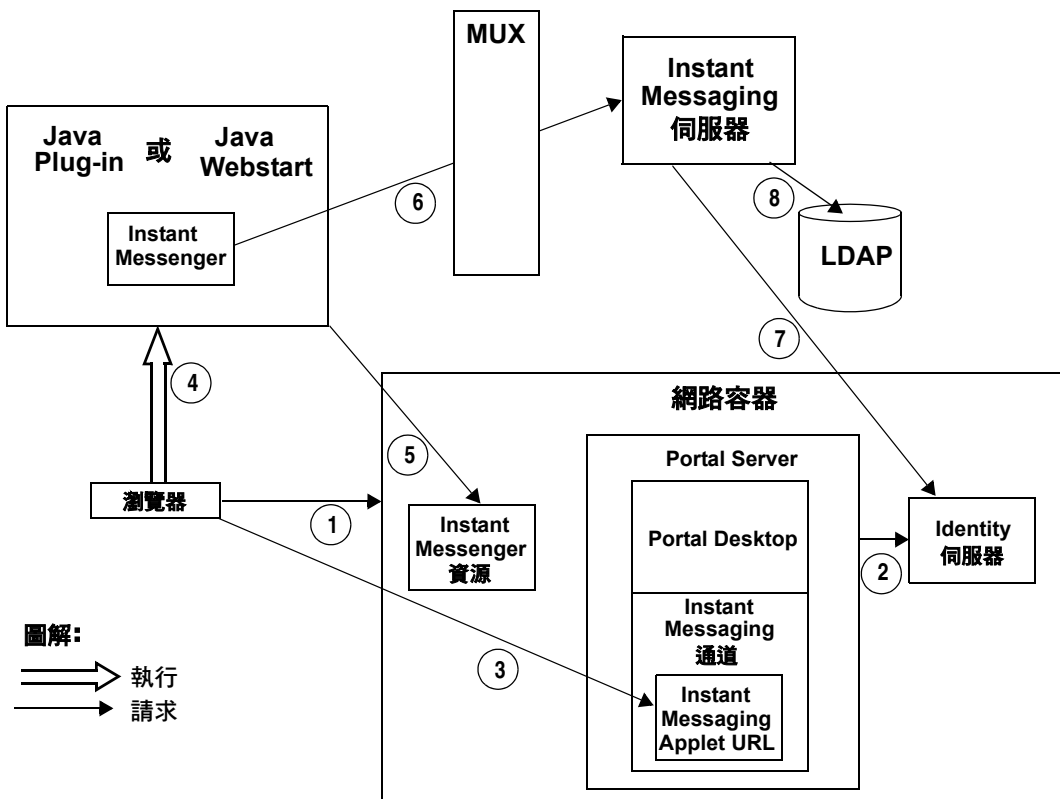 MUX
Instant
Messaging
伺服器
Java
Plug-in
或
Java
Webstart
Instant
Messenger
6
8
LDAP
7
4
網路容器
5
Portal Server
瀏覽器
1
Instant
Messenger
資源
Portal Desktop
2
Identity
伺服器
Instant
Messaging
通道
3
Instant
Messaging
Applet URL
圖解:
執行
請求